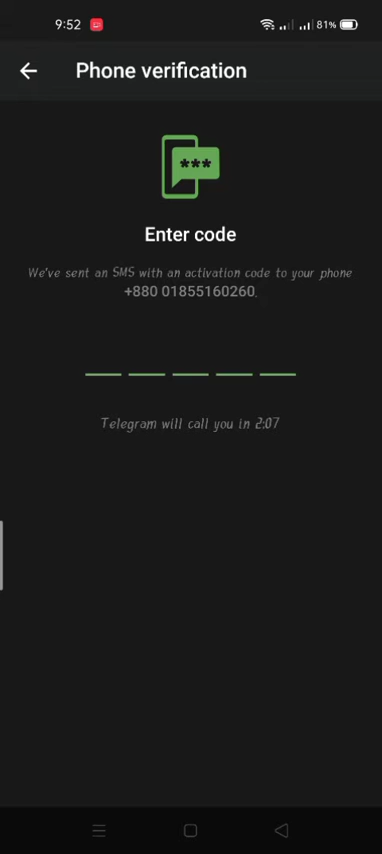 9:52
81%
Phone verification
***
Enter code
We've sent an SMS with an activation code to your phone
+880 01855160260.
Telegram will call you in 2:07